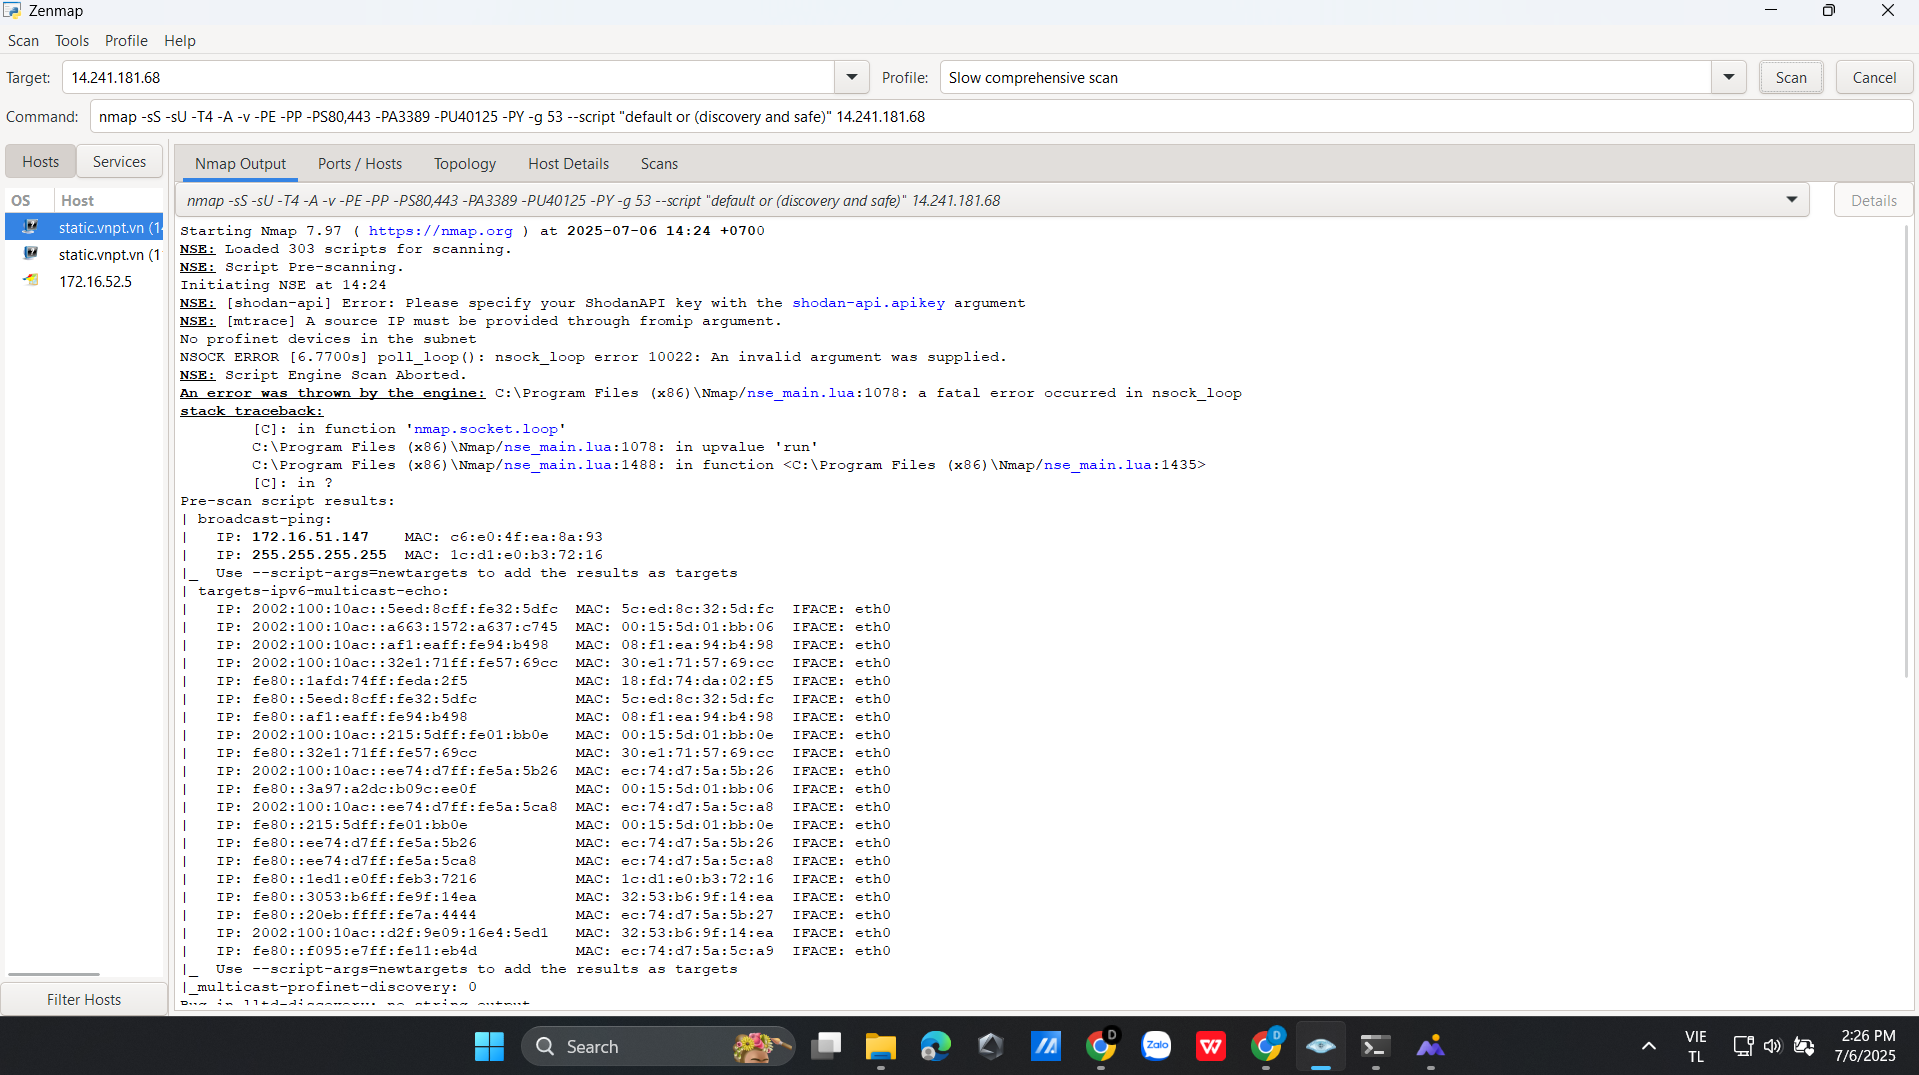 Zenmap
Scan Tools Profile Help
Target: 14.241.181.68 Profile: Slow comprehensive scan Scan Cancel
Command: nmap -sS -sU -T4 -A -v -PE -PP -PS80,443 -PA3389 -PU40125 -PY -g 53 --script "default or (discovery and safe)" 14.241.181.68
Hosts Services Nmap Output Ports / Hosts Topology Host Details Scans
OS Host nmap -sS -sU -T4 -A -v -PE -PP -PS80,443 -PA3389 -PU40125 -PY -g 53 --script "default or (discovery and safe)" 14.241.181.68 Details
static.vnpt.vn (14
static.vnpt.vn (1
172.16.52.5
Starting Nmap 7.97 ( https://nmap.org ) at 2025-07-06 14:24 +0700
NSE: Loaded 303 scripts for scanning.
NSE: Script Pre-scanning.
Initiating NSE at 14:24
NSE: [shodan-api] Error: Please specify your ShodanAPI key with the shodan-api.apikey argument
NSE: [mtrace] A source IP must be provided through fromip argument.
No profinet devices in the subnet
NSOCK ERROR [6.7700s] poll_loop(): nsock_loop error 10022: An invalid argument was supplied.
NSE: Script Engine Scan Aborted.
An error was thrown by the engine: C:\Program Files (x86)\Nmap/nse_main.lua:1078: a fatal error occurred in nsock_loop
stack traceback:
[C]: in function 'nmap.socket.loop'
C:\Program Files (x86)\Nmap/nse_main.lua:1078: in upvalue 'run'
C:\Program Files (x86)\Nmap/nse_main.lua:1488: in function <C:\Program Files (x86)\Nmap/nse_main.lua:1435>
[C]: in ?
Pre-scan script results:
| broadcast-ping:
|   IP: 172.16.51.147    MAC: c6:e0:4f:ea:8a:93
|   IP: 255.255.255.255  MAC: 1c:d1:e0:b3:72:16
|_  Use --script-args=newtargets to add the results as targets
| targets-ipv6-multicast-echo:
|   IP: 2002:100:10ac::5eed:8cff:fe32:5dfc  MAC: 5c:ed:8c:32:5d:fc  IFACE: eth0
|   IP: 2002:100:10ac::a663:1572:a637:c745  MAC: 00:15:5d:01:bb:06  IFACE: eth0
|   IP: 2002:100:10ac::af1:eaff:fe94:b498   MAC: 08:f1:ea:94:b4:98  IFACE: eth0
|   IP: 2002:100:10ac::32e1:71ff:fe57:69cc  MAC: 30:e1:71:57:69:cc  IFACE: eth0
|   IP: fe80::1afd:74ff:feda:2f5            MAC: 18:fd:74:da:02:f5  IFACE: eth0
|   IP: fe80::5eed:8cff:fe32:5dfc           MAC: 5c:ed:8c:32:5d:fc  IFACE: eth0
|   IP: fe80::af1:eaff:fe94:b498            MAC: 08:f1:ea:94:b4:98  IFACE: eth0
|   IP: 2002:100:10ac::215:5dff:fe01:bb0e   MAC: 00:15:5d:01:bb:0e  IFACE: eth0
|   IP: fe80::32e1:71ff:fe57:69cc           MAC: 30:e1:71:57:69:cc  IFACE: eth0
|   IP: 2002:100:10ac::ee74:d7ff:fe5a:5b26  MAC: ec:74:d7:5a:5b:26  IFACE: eth0
|   IP: fe80::3a97:a2dc:b09c:ee0f           MAC: 00:15:5d:01:bb:06  IFACE: eth0
|   IP: 2002:100:10ac::ee74:d7ff:fe5a:5ca8  MAC: ec:74:d7:5a:5c:a8  IFACE: eth0
|   IP: fe80::215:5dff:fe01:bb0e            MAC: 00:15:5d:01:bb:0e  IFACE: eth0
|   IP: fe80::ee74:d7ff:fe5a:5b26           MAC: ec:74:d7:5a:5b:26  IFACE: eth0
|   IP: fe80::ee74:d7ff:fe5a:5ca8           MAC: ec:74:d7:5a:5c:a8  IFACE: eth0
|   IP: fe80::1ed1:e0ff:feb3:7216           MAC: 1c:d1:e0:b3:72:16  IFACE: eth0
|   IP: fe80::3053:b6ff:fe9f:14ea           MAC: 32:53:b6:9f:14:ea  IFACE: eth0
|   IP: fe80::20eb:ffff:fe7a:4444           MAC: ec:74:d7:5a:5b:27  IFACE: eth0
|   IP: 2002:100:10ac::d2f:9e09:16e4:5ed1   MAC: 32:53:b6:9f:14:ea  IFACE: eth0
|   IP: fe80::f095:e7ff:fe11:eb4d           MAC: ec:74:d7:5a:5c:a9  IFACE: eth0
|_  Use --script-args=newtargets to add the results as targets
|_multicast-profinet-discovery: 0
Bug in lltd-discovery: no string output.
Filter Hosts
Search D Zalo W D VIE 2:26 PM
TL 7/6/2025